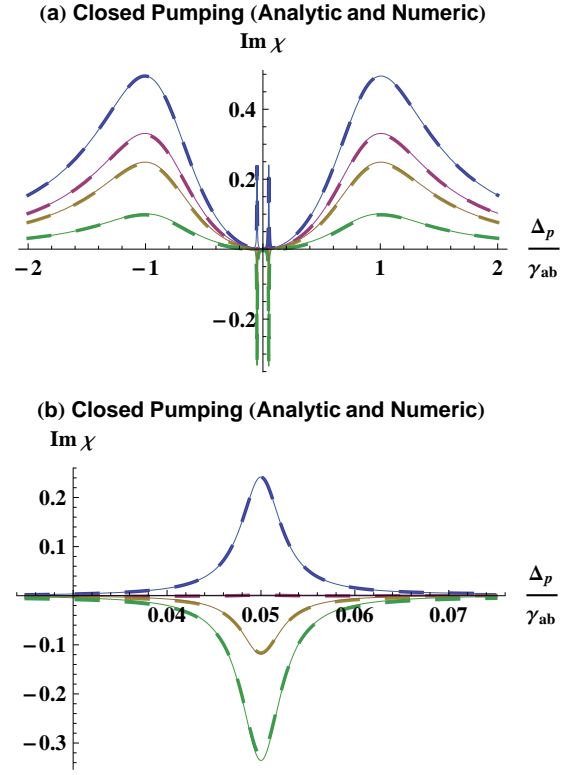 (a) Closed Pumping (Analytic and Numeric)
Im χ
0.4
0.2
−2 −1 1 2
Δp
γab
−0.2
(b) Closed Pumping (Analytic and Numeric)
Im χ
0.2
0.1
0.04 0.05 0.06 0.07
Δp
γab
−0.1
−0.2
−0.3